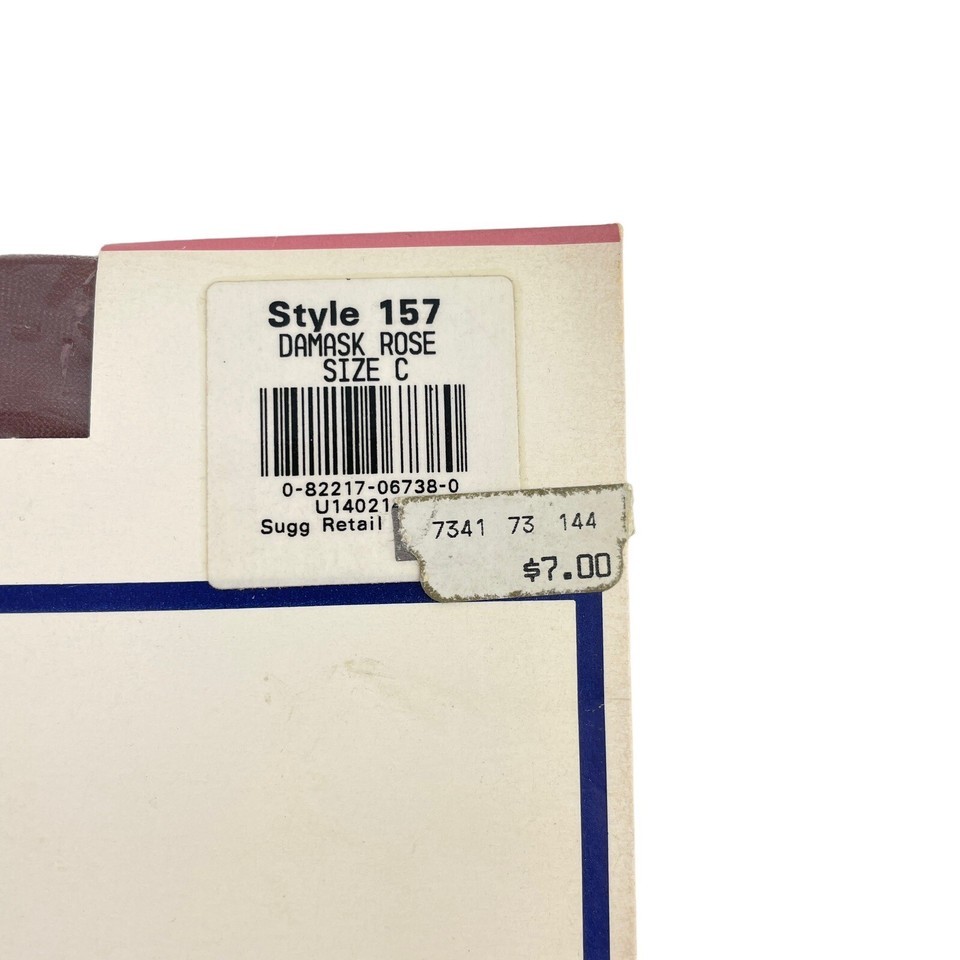 Style 157
DAMASK ROSE
SIZE C
0-82217-06738-0
U14021
Sugg Retail
7341 73 144
$7.00